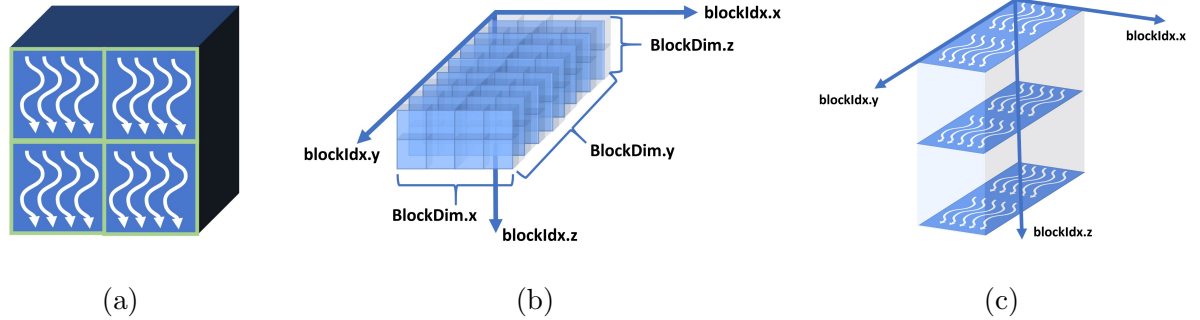 blockIdx.x
BlockDim.z
blockIdx.y
BlockDim.y
BlockDim.x
blockIdx.z
blockIdx.x
blockIdx.y
blockIdx.z
(a)
(b)
(c)